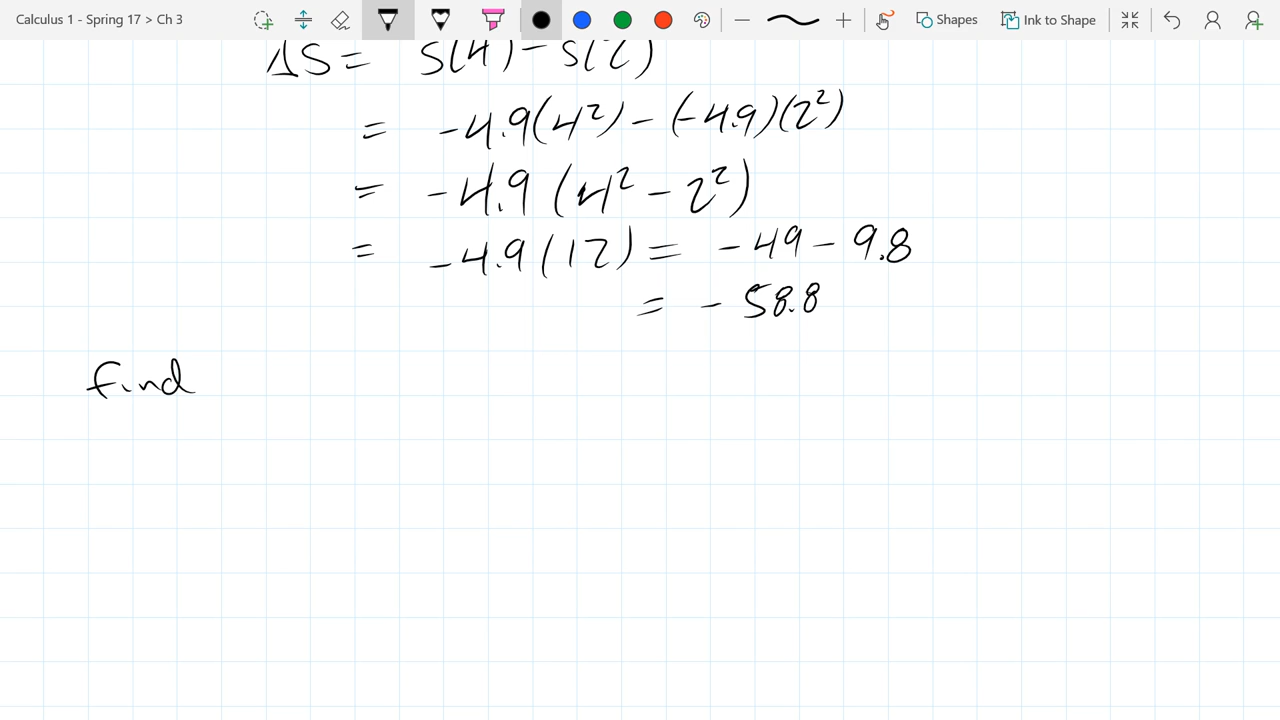 Calculus 1 - Spring 17 > Ch 3 Shapes Ink to Shape
ΔS = S(4) - S(2)
= -4.9(4²) - (-4.9)(2²)
= -4.9 (4² - 2²)
= -4.9 (12) = -49 - 9.8
= -58.8
find